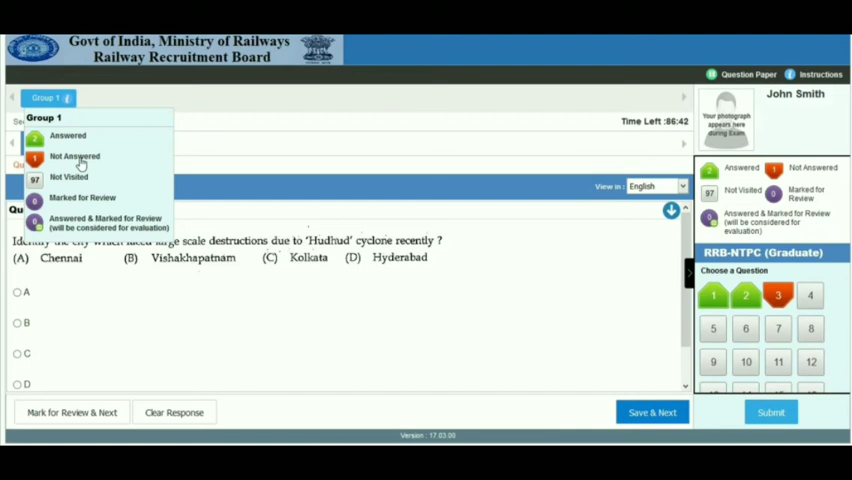 Govt of India, Ministry of Railways
Railway Recruitment Board
Question Paper
Instructions
Group 1
John Smith
Group 1
2 Answered
1 Not Answered
97 Not Visited
0 Marked for Review
0 Answered & Marked for Review
(will be considered for evaluation)
Time Left :86:42
Your photograph
appears here
during Exam
View in : English
Identify the city which faced large scale destructions due to 'Hudhud' cyclone recently ?
(A) Chennai (B) Vishakhapatnam (C) Kolkata (D) Hyderabad
A
B
C
D
Mark for Review & Next
Clear Response
Save & Next
2 Answered 1 Not Answered
97 Not Visited 0 Marked for
Review
0 Answered & Marked for Review
(will be considered for
evaluation)
RRB-NTPC (Graduate)
Choose a Question
1 2 3 4
5 6 7 8
9 10 11 12
Submit
Version : 17.03.00